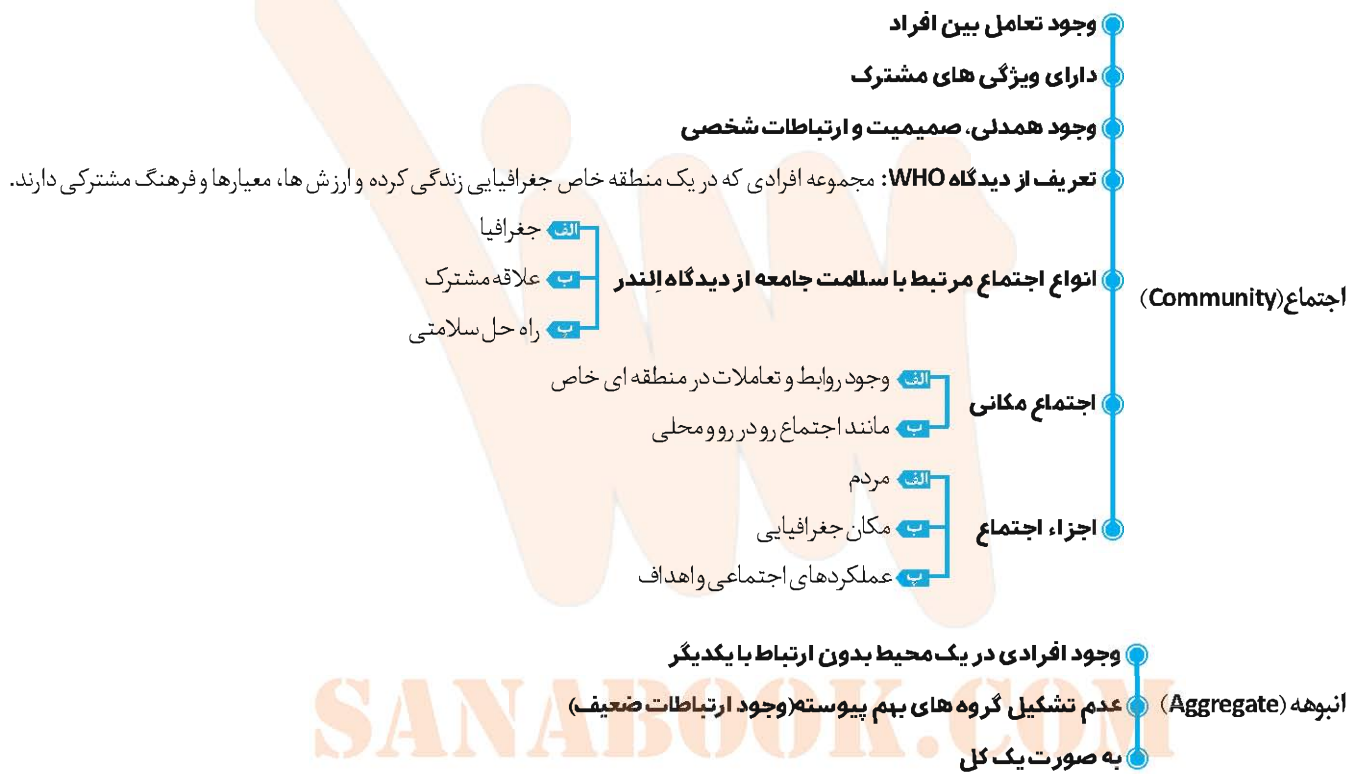 اجتماع(Community)
وجود تعامل بین افراد
دارای ویژگی های مشترک
وجود همدلی، صمیمیت و ارتباطات شخصی
تعریف از دیدگاه WHO: مجموعه افرادی که در یک منطقه خاص جغرافیایی زندگی کرده و ارزش ها، معیارها و فرهنگ مشترکی دارند.
انواع اجتماع مرتبط با سلامت جامعه از دیدگاه اِلندر
الف جغرافیا
ب علاقه مشترک
پ راه حل سلامتی
اجتماع مکانی
الف وجود روابط و تعاملات در منطقه ای خاص
ب مانند اجتماع رو در رو و محلی
اجزاء اجتماع
الف مردم
ب مکان جغرافیایی
پ عملکردهای اجتماعی و اهداف
انبوهه (Aggregate)
وجود افرادی در یک محیط بدون ارتباط با یکدیگر
عدم تشکیل گروه های بهم پیوسته(وجود ارتباطات ضعیف)
به صورت یک کل
SANABOOK.COM